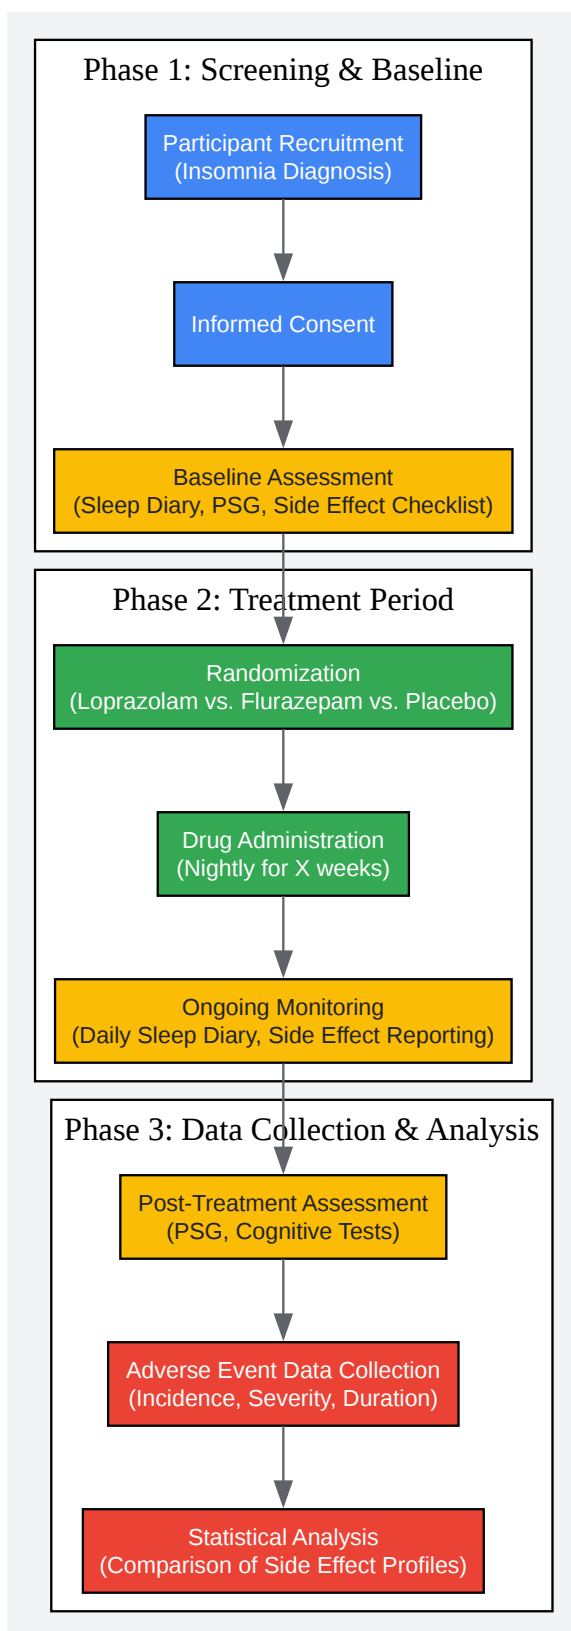 Phase 1: Screening & Baseline
Participant Recruitment
(Insomnia Diagnosis)
Informed Consent
Baseline Assessment
(Sleep Diary, PSG, Side Effect Checklist)
Phase 2: Treatment Period
Randomization
(Loprazolam vs. Flurazepam vs. Placebo)
Drug Administration
(Nightly for X weeks)
Ongoing Monitoring
(Daily Sleep Diary, Side Effect Reporting)
Phase 3: Data Collection & Analysis
Post-Treatment Assessment
(PSG, Cognitive Tests)
Adverse Event Data Collection
(Incidence, Severity, Duration)
Statistical Analysis
(Comparison of Side Effect Profiles)